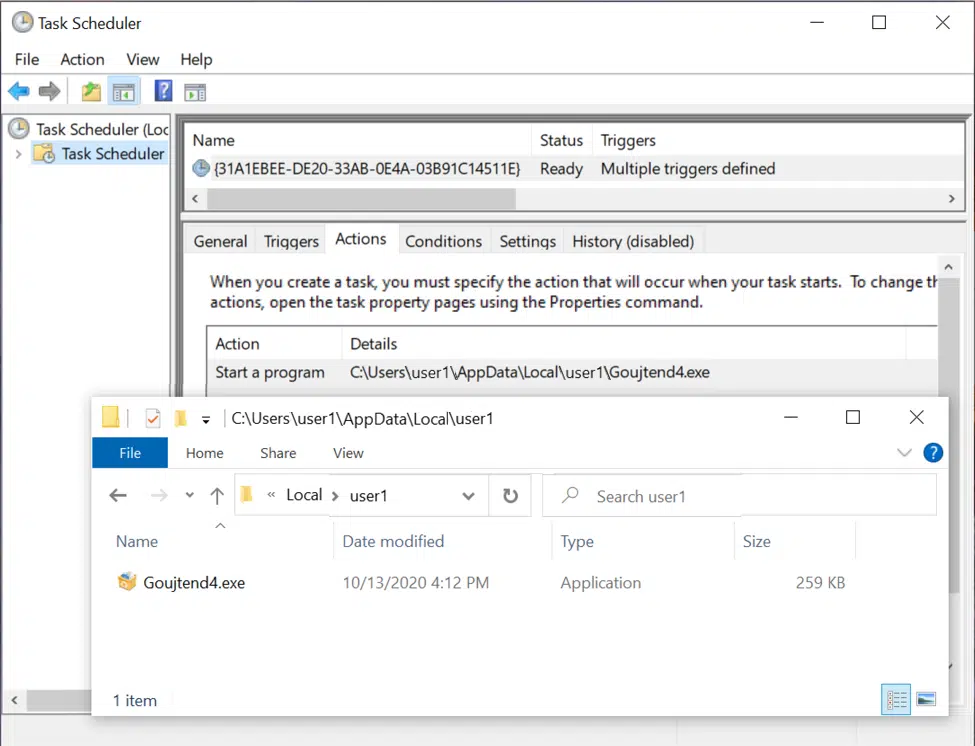 Task Scheduler
File Action View Help
Task Scheduler (Loc
Task Scheduler
Name Status Triggers
{31A1EBEE-DE20-33AB-0E4A-03B91C14511E} Ready Multiple triggers defined
General Triggers Actions Conditions Settings History (disabled)
When you create a task, you must specify the action that will occur when your task starts. To change th
actions, open the task property pages using the Properties command.
Action Details
Start a program C:\Users\user1\AppData\Local\user1\Goujtend4.exe
C:\Users\user1\AppData\Local\user1
File Home Share View
« Local > user1 Search user1
Name Date modified Type Size
Goujtend4.exe 10/13/2020 4:12 PM Application 259 KB
1 item